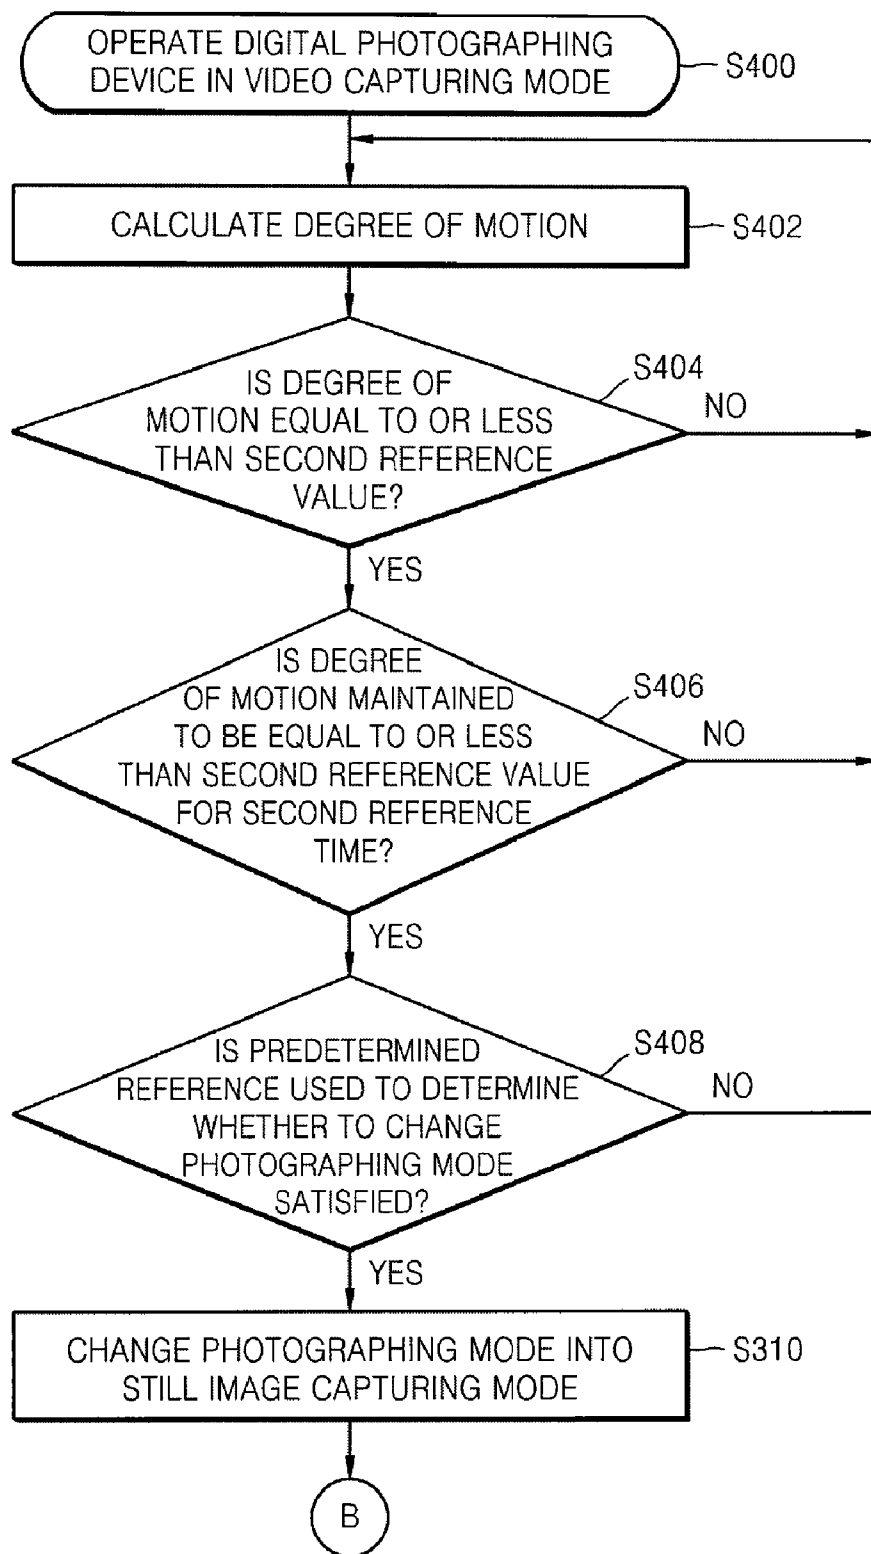 OPERATE DIGITAL PHOTOGRAPHING
DEVICE IN VIDEO CAPTURING MODE
S400
CALCULATE DEGREE OF MOTION
S402
S404
IS DEGREE OF
MOTION EQUAL TO OR LESS
THAN SECOND REFERENCE
VALUE?
NO
YES
IS DEGREE
OF MOTION MAINTAINED
TO BE EQUAL TO OR LESS
THAN SECOND REFERENCE VALUE
FOR SECOND REFERENCE
TIME?
S406
NO
YES
IS PREDETERMINED
REFERENCE USED TO DETERMINE
WHETHER TO CHANGE
PHOTOGRAPHING MODE
SATISFIED?
S408
NO
YES
CHANGE PHOTOGRAPHING MODE INTO
STILL IMAGE CAPTURING MODE
S310
B